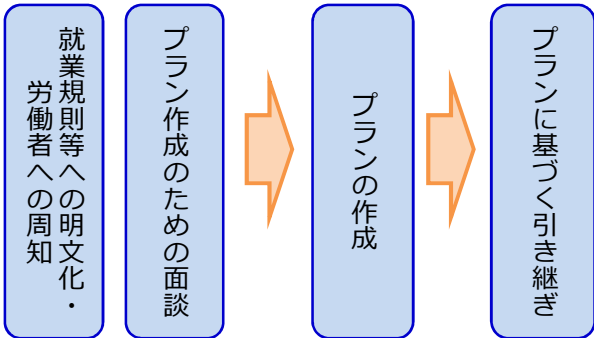 就業規則等への明文化・
労働者への周知
プラン作成のための面談
プランの作成
プランに基づく引き継ぎ